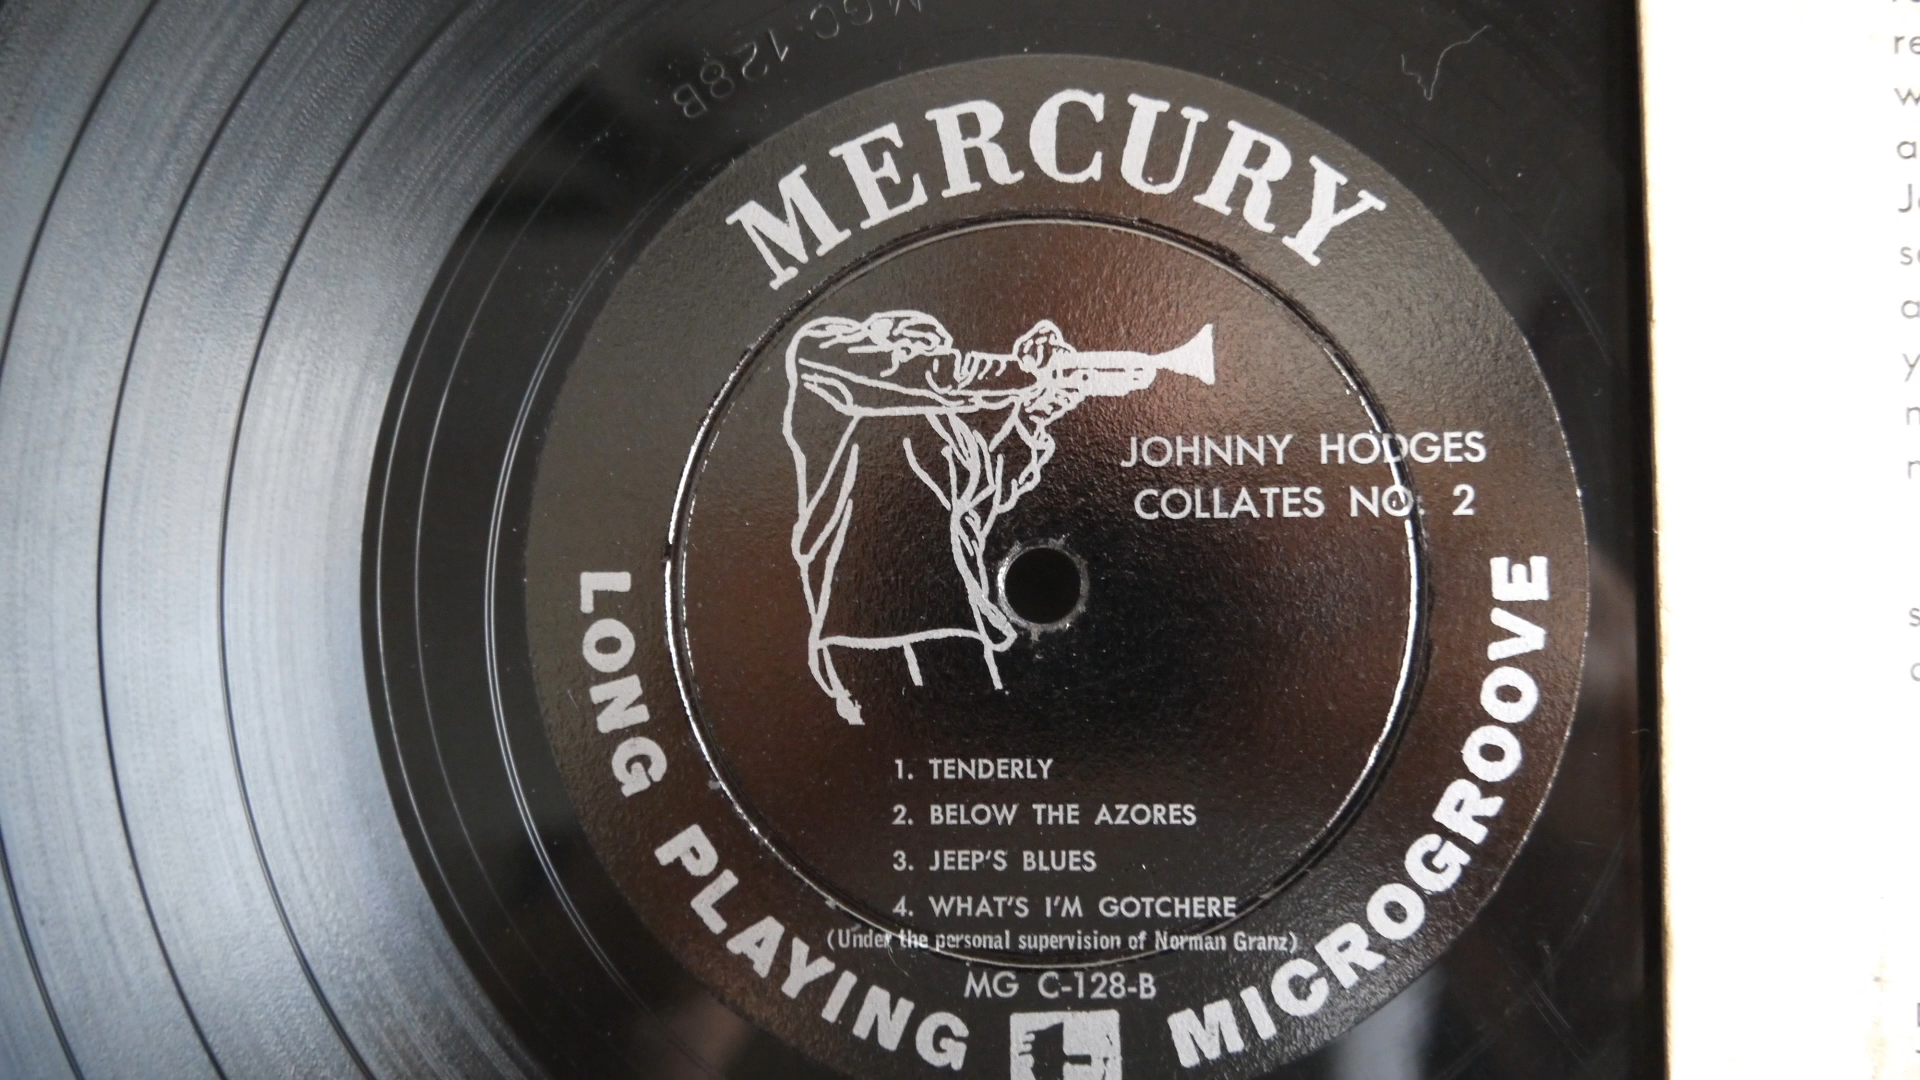 MGC-128B
MERCURY
JOHNNY HODGES
COLLATES NO. 2
1. TENDERLY
2. BELOW THE AZORES
3. JEEP'S BLUES
4. WHAT'S I'M GOTCHERE
(Under the personal supervision of Norman Granz)
MG C-128-B
LONG PLAYING MICROGROOVE